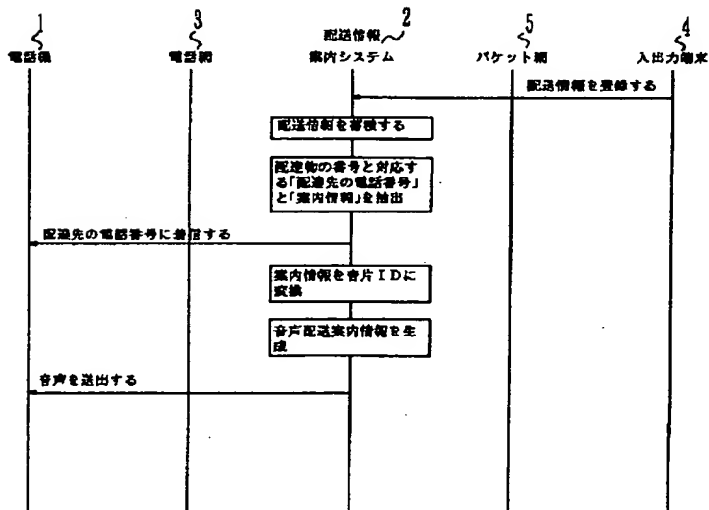 1
3
2
5
4
電話機
電話網
配送情報
案内システム
パケット網
入出力端末
配送情報を登録する
配送情報を蓄積する
配達物の番号と対応す
る「配達先の電話番号」
と「案内情報」を抽出
配達先の電話番号に着信する
案内情報を音片IDに
変換
音声配送案内情報を生
成
音声を送出する